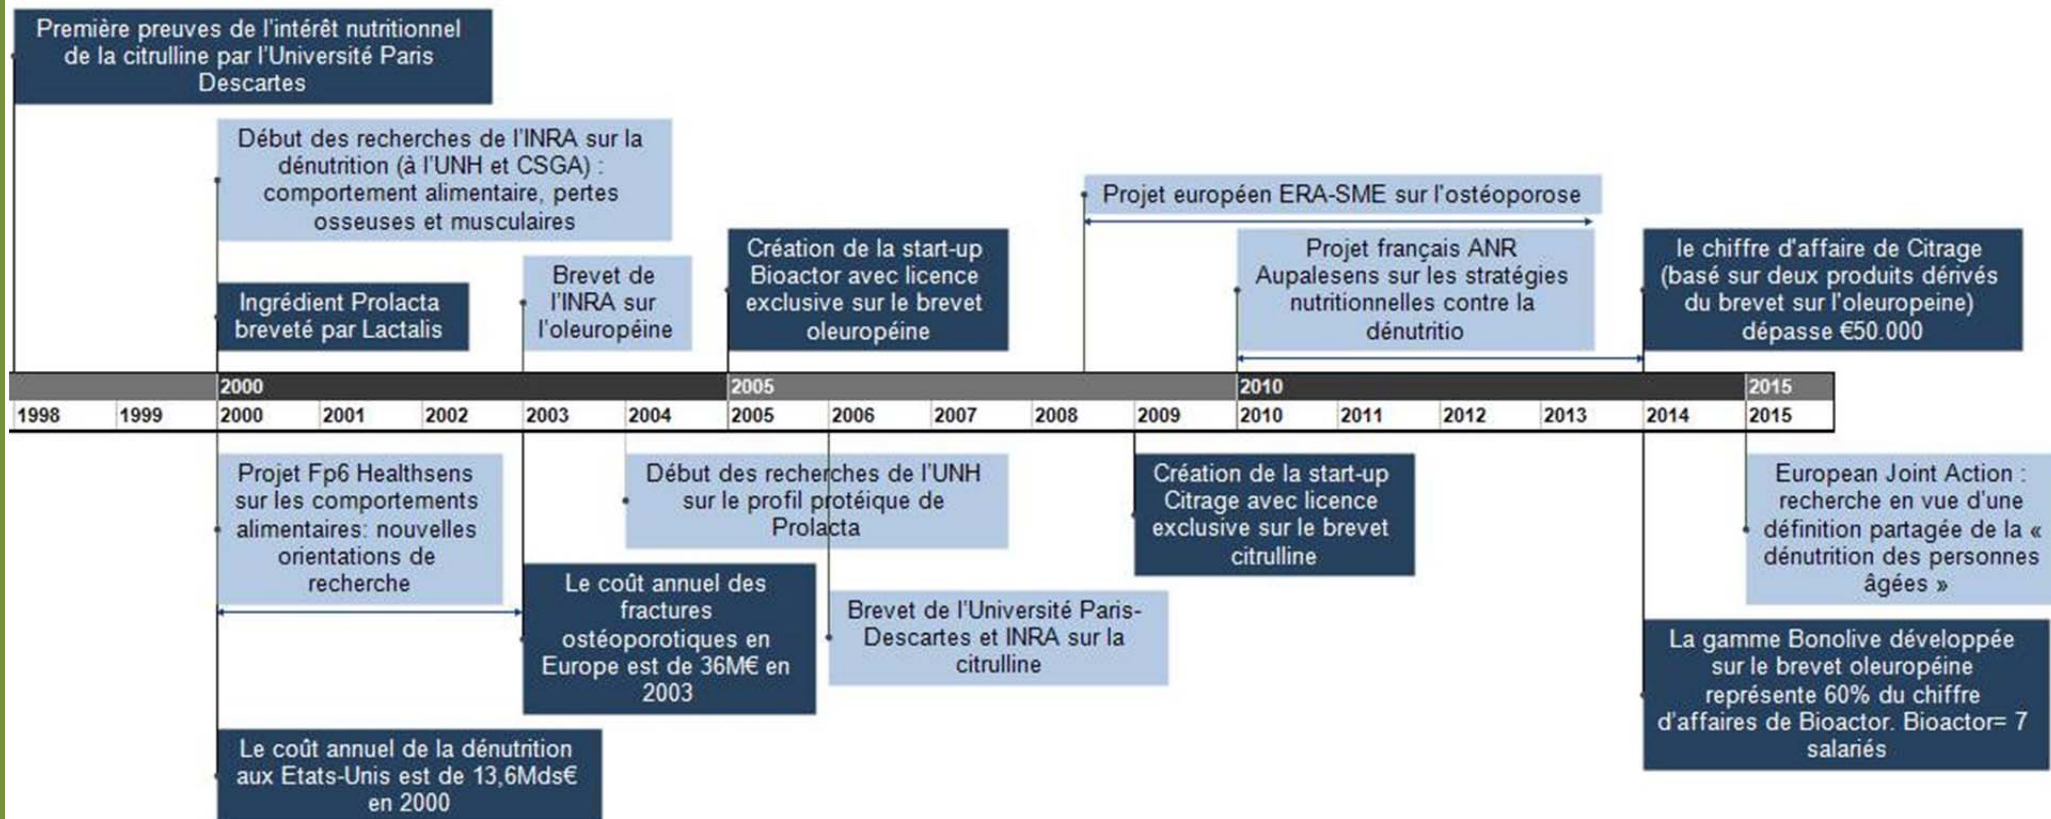 Première preuves de l'intérêt nutritionnel
de la citrulline par l'Université Paris
Descartes
Début des recherches de l'INRA sur la
dénutrition (à l'UNH et CSGA) :
comportement alimentaire, pertes
osseuses et musculaires
Ingrédient Prolacta
breveté par Lactalis
Brevet de
l'INRA sur
l'oleuropéine
Création de la start-up
Bioactor avec licence
exclusive sur le brevet
oleuropéine
Projet européen ERA-SME sur l'ostéoporose
Projet français ANR
Aupalesens sur les stratégies
nutritionnelles contre la
dénutritio
le chiffre d'affaire de Citrage
(basé sur deux produits dérivés
du brevet sur l'oleuropeine)
dépasse €50.000
2000 2005 2010 2015
1998 1999 2000 2001 2002 2003 2004 2005 2006 2007 2008 2009 2010 2011 2012 2013 2014 2015
Projet Fp6 Healthsens
sur les comportements
alimentaires: nouvelles
orientations de
recherche
Le coût annuel de la dénutrition
aux Etats-Unis est de 13,6Mds€
en 2000
Le coût annuel des
fractures
ostéoporotiques en
Europe est de 36M€ en
2003
Début des recherches de l'UNH
sur le profil protéique de
Prolacta
Brevet de l'Université Paris-
Descartes et INRA sur la
citrulline
Création de la start-up
Citrage avec licence
exclusive sur le brevet
citrulline
European Joint Action :
recherche en vue d'une
définition partagée de la «
dénutrition des personnes
âgées »
La gamme Bonolive développée
sur le brevet oleuropéine
représente 60% du chiffre
d'affaires de Bioactor. Bioactor= 7
salariés